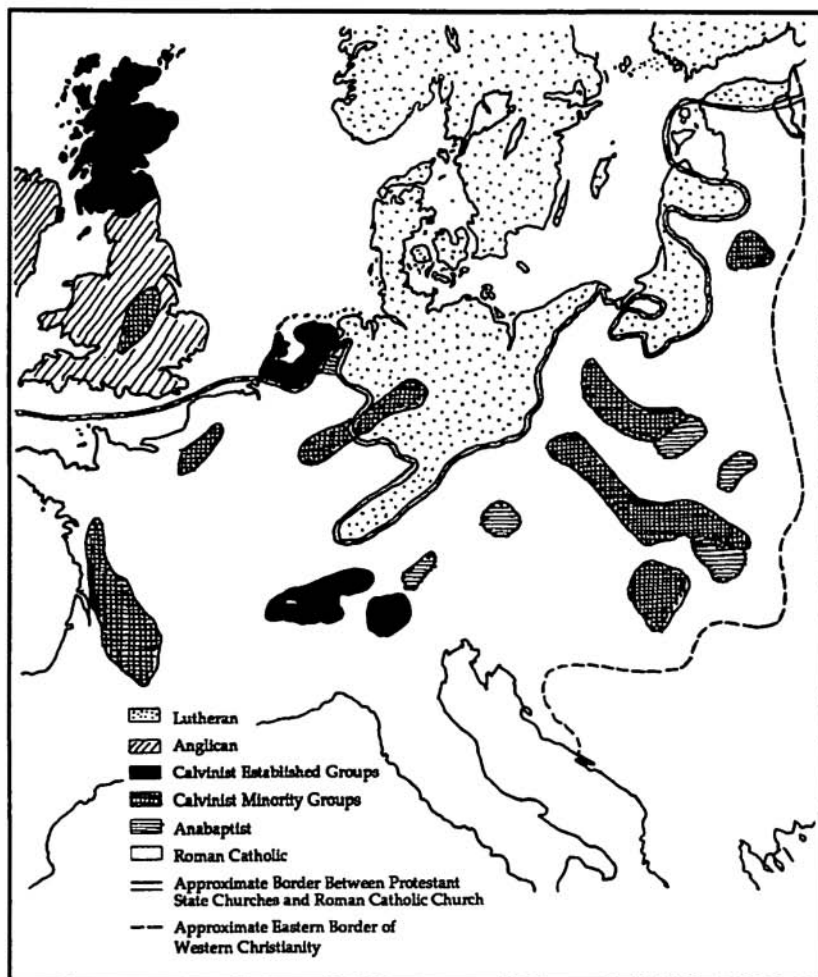 Lutheran
Anglican
Calvinist Established Groups
Calvinist Minority Groups
Anabaptist
Roman Catholic
Approximate Border Between Protestant
State Churches and Roman Catholic Church
Approximate Eastern Border of
Western Christianity